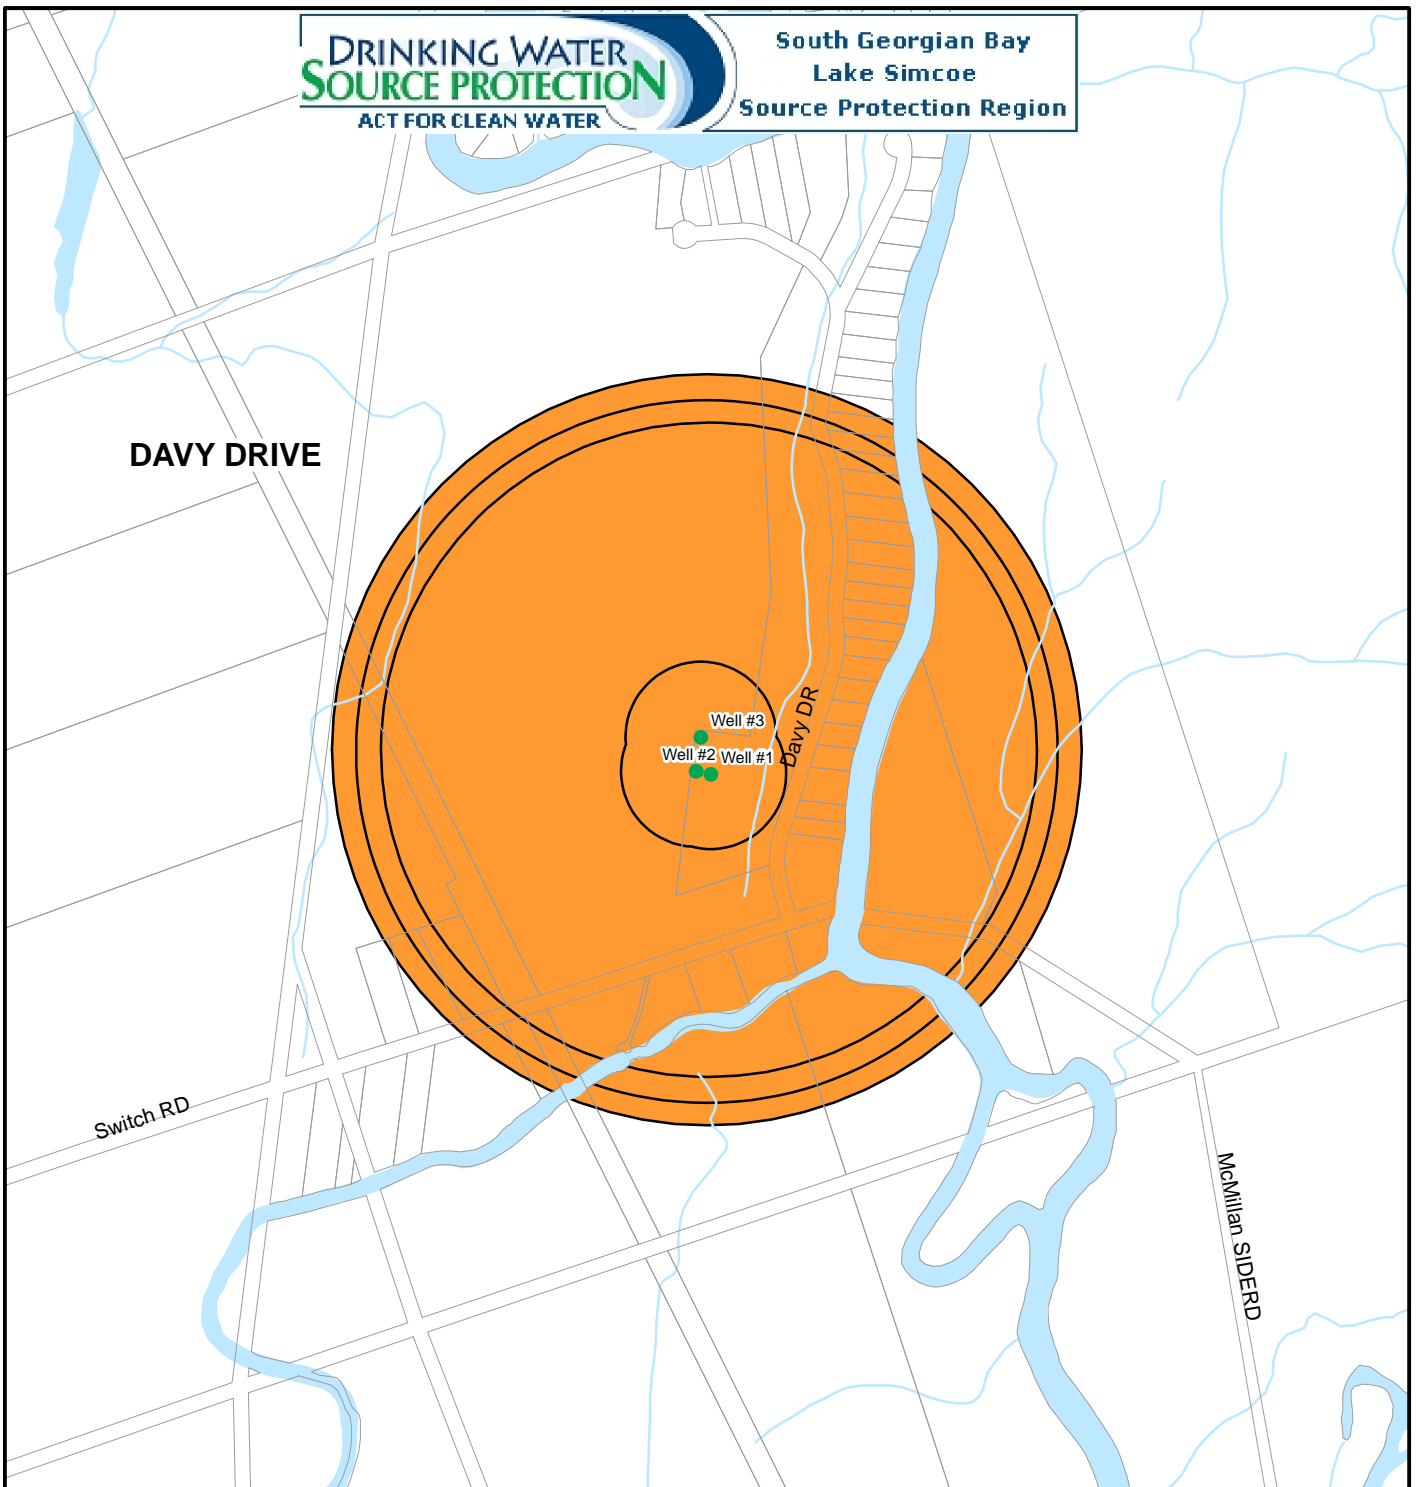 DRINKING WATER
SOURCE PROTECTION
ACT FOR CLEAN WATER
South Georgian Bay
Lake Simcoe
Source Protection Region
DAVY DRIVE
Well #3
Well #2
Well #1
Davy DR
Switch RD
McMillan SIDERD